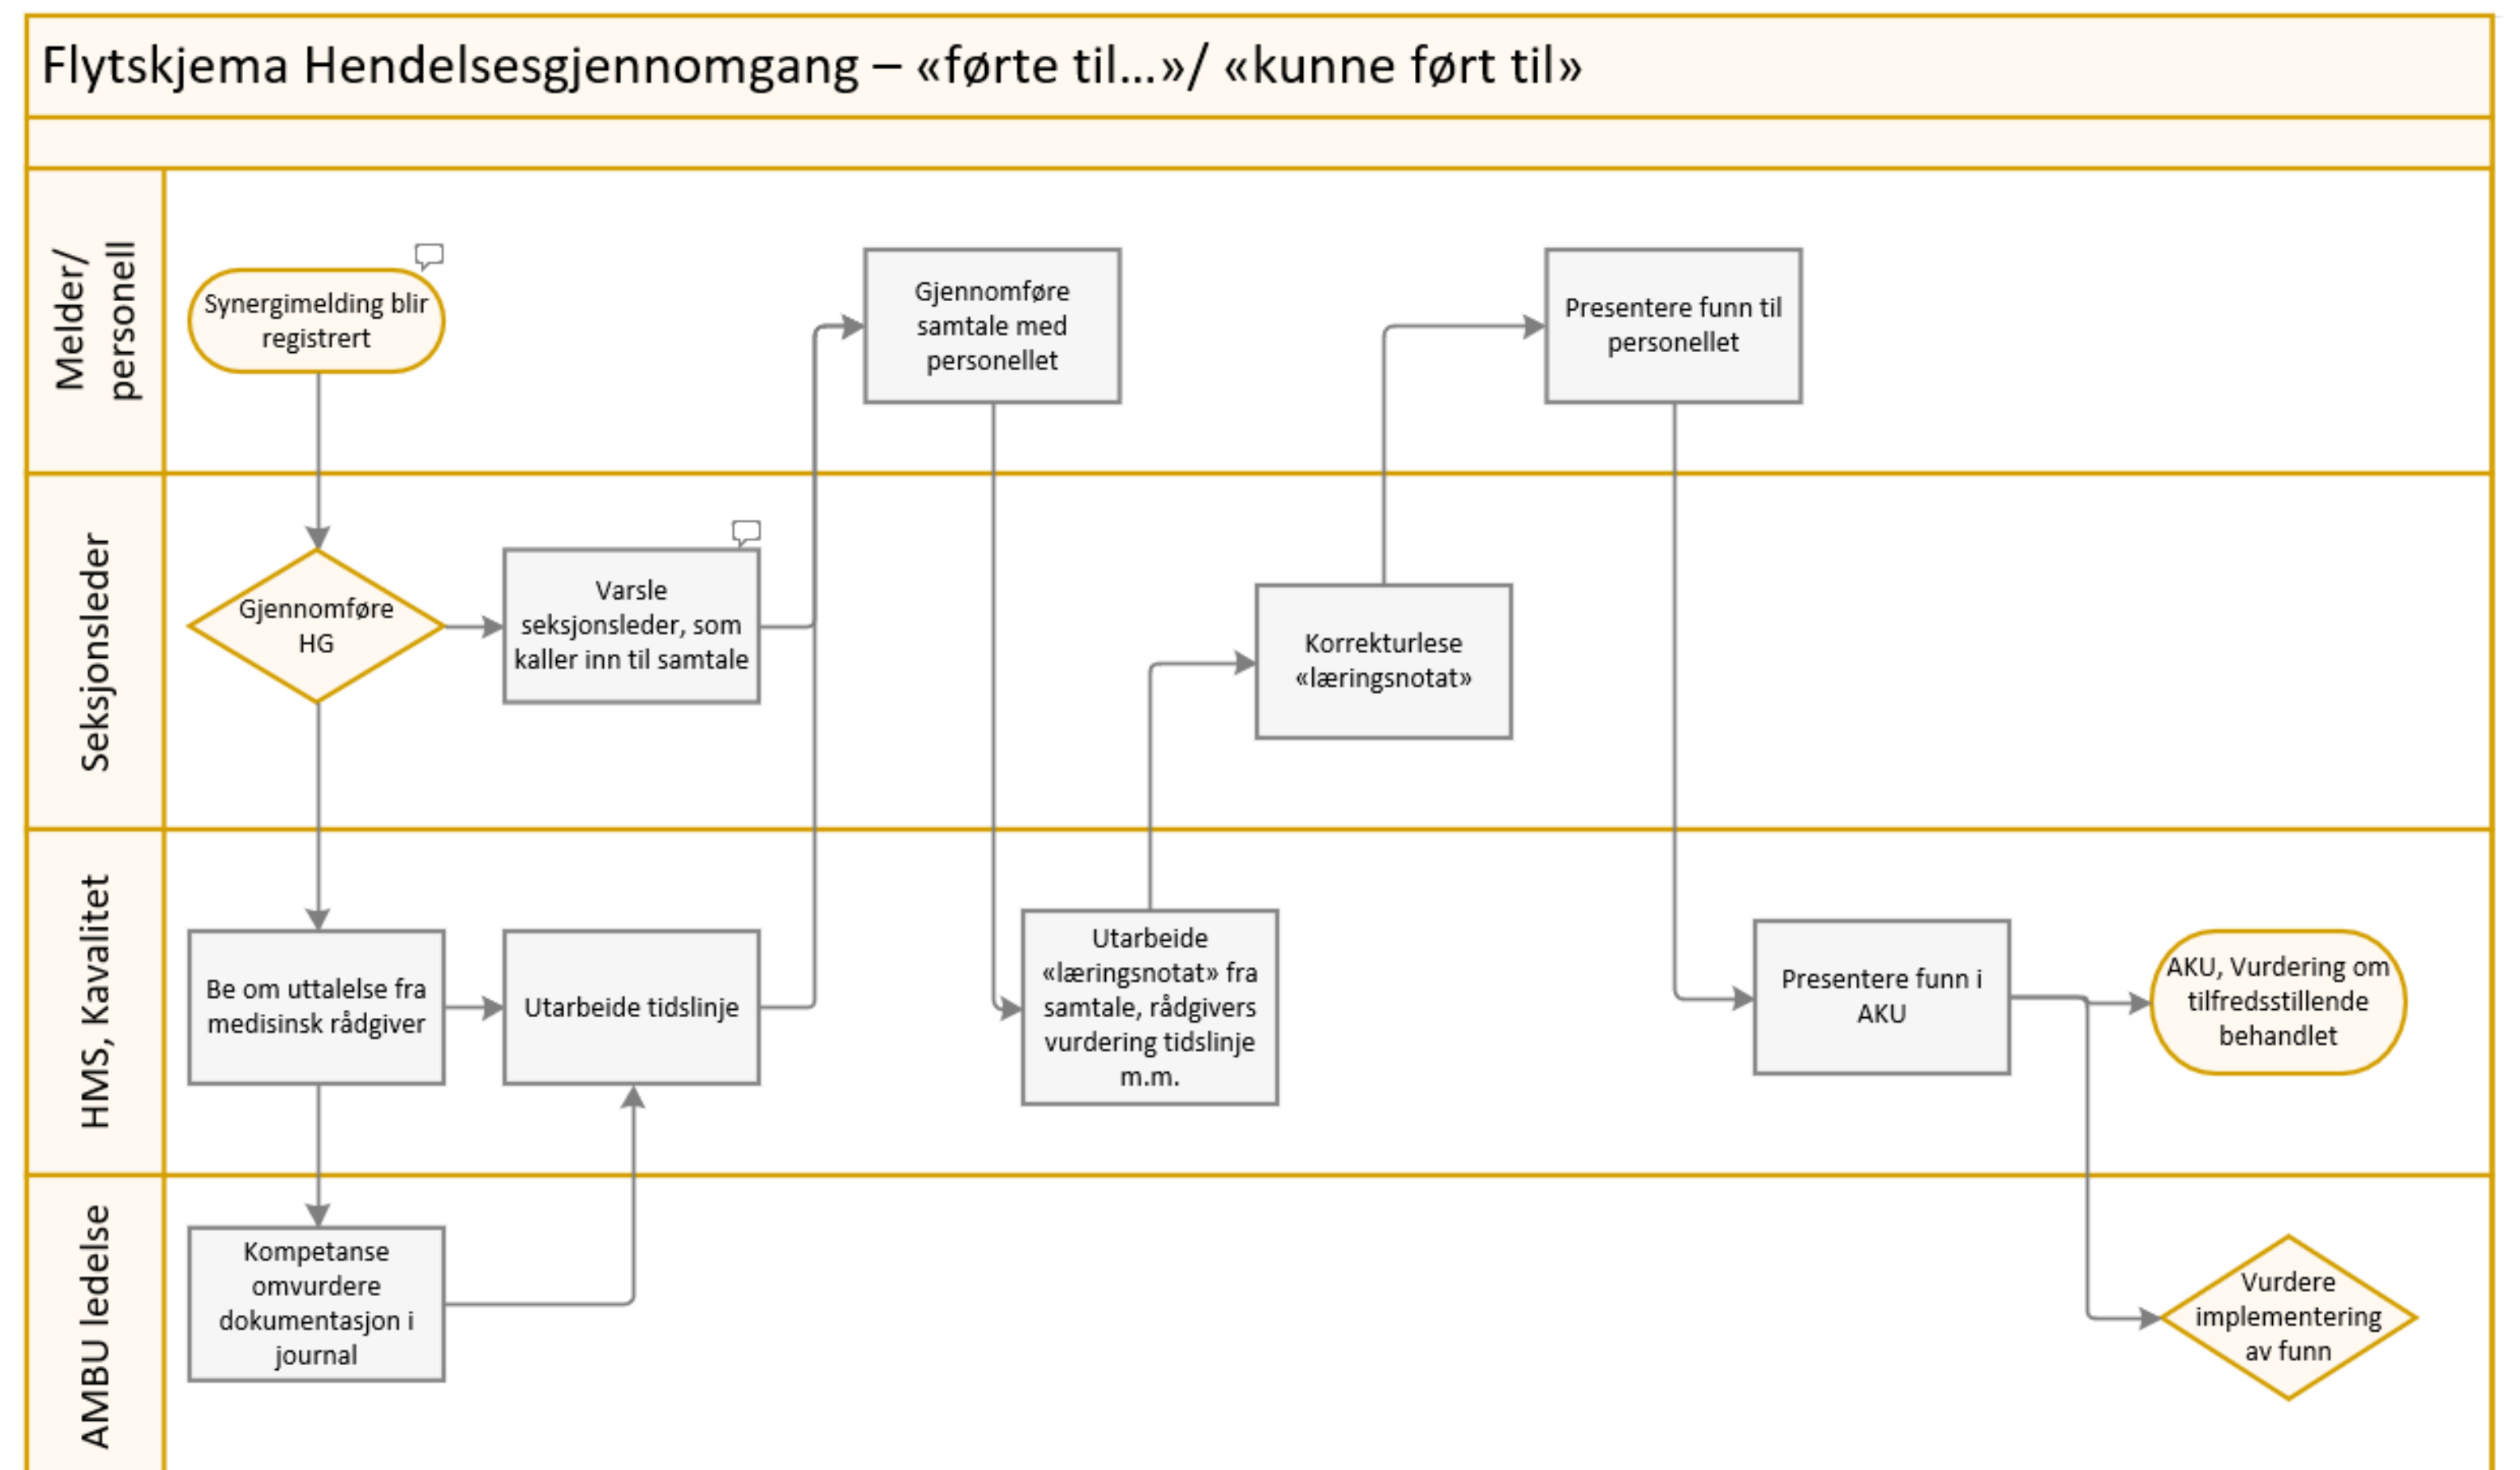 Flytskjema Hendelsesgjennomgang – «førte til...»/ «kunne ført til»
Melder/
personell
Synergimelding blir
registrert
Gjennomføre
samtale med
personellet
Presentere funn til
personellet
Seksjonsleder
Gjennomføre
HG
Varsle
seksjonsleder, som
kaller inn til samtale
Korrekturlese
«læringsnotat»
HMS, Kavalitet
Be om uttalelse fra
medisinsk rådgiver
Utarbeide tidslinje
Utarbeide
«læringsnotat» fra
samtale, rådgivers
vurdering tidslinje
m.m.
Presentere funn i
AKU
AKU, Vurdering om
tilfredsstillende
behandlet
AMBU ledelse
Kompetanse
omvurdere
dokumentasjon i
journal
Vurdere
implementering
av funn